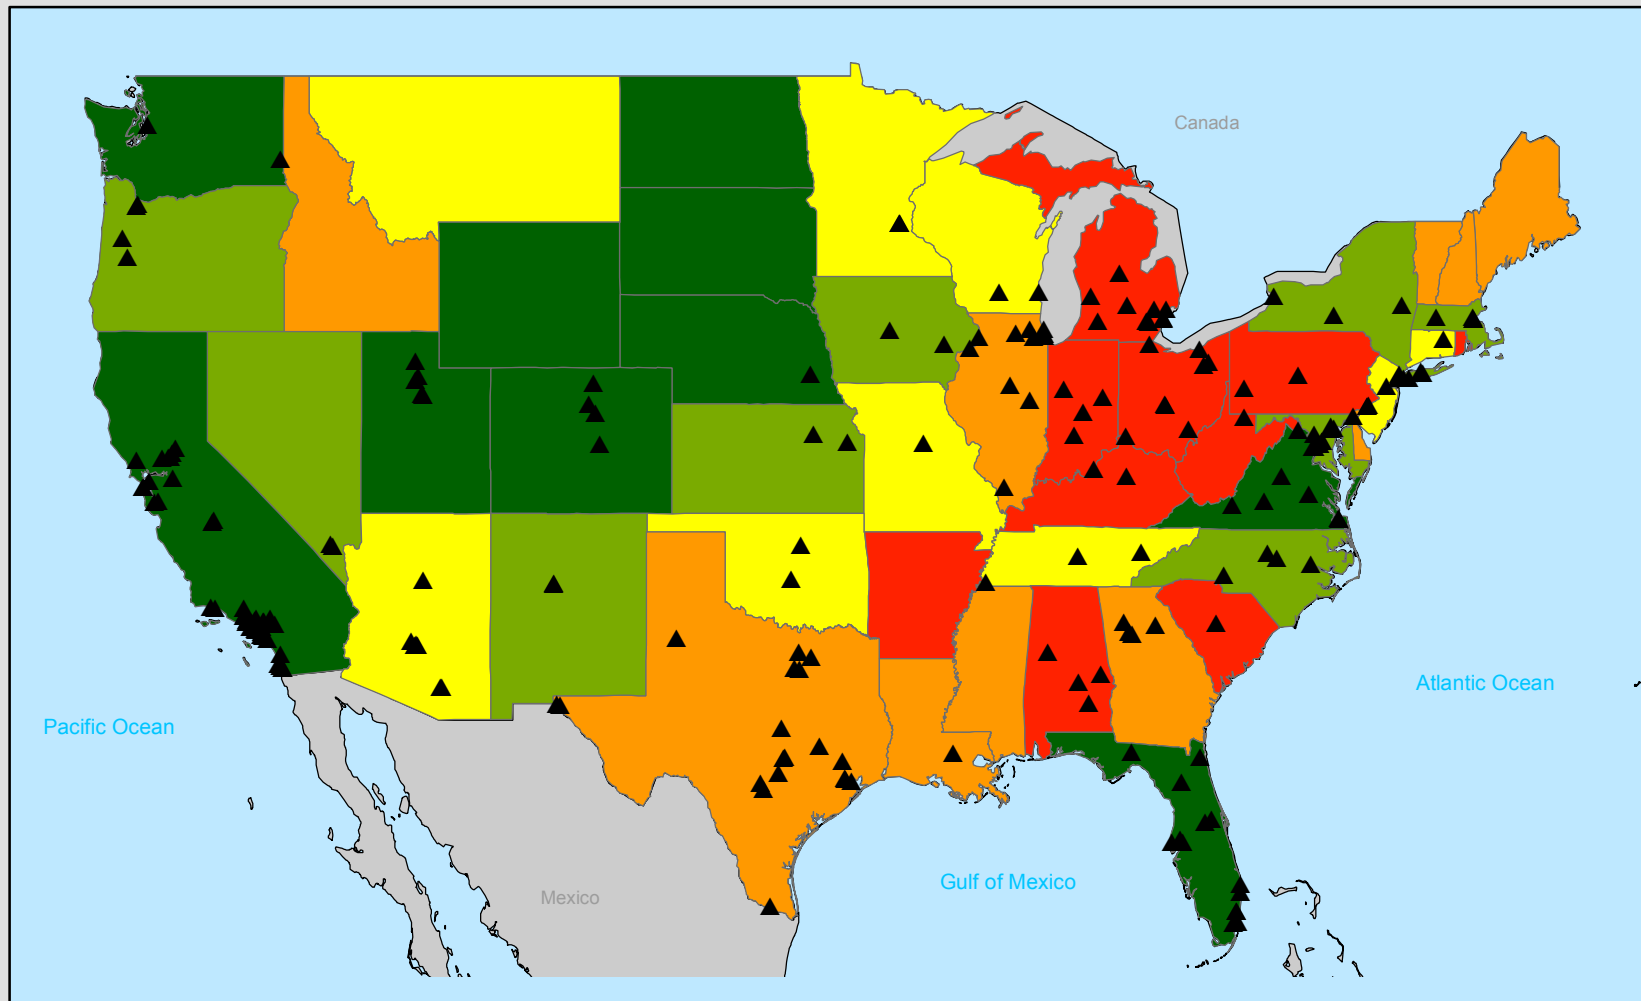 Canada
Pacific Ocean
Atlantic Ocean
Gulf of Mexico
Mexico